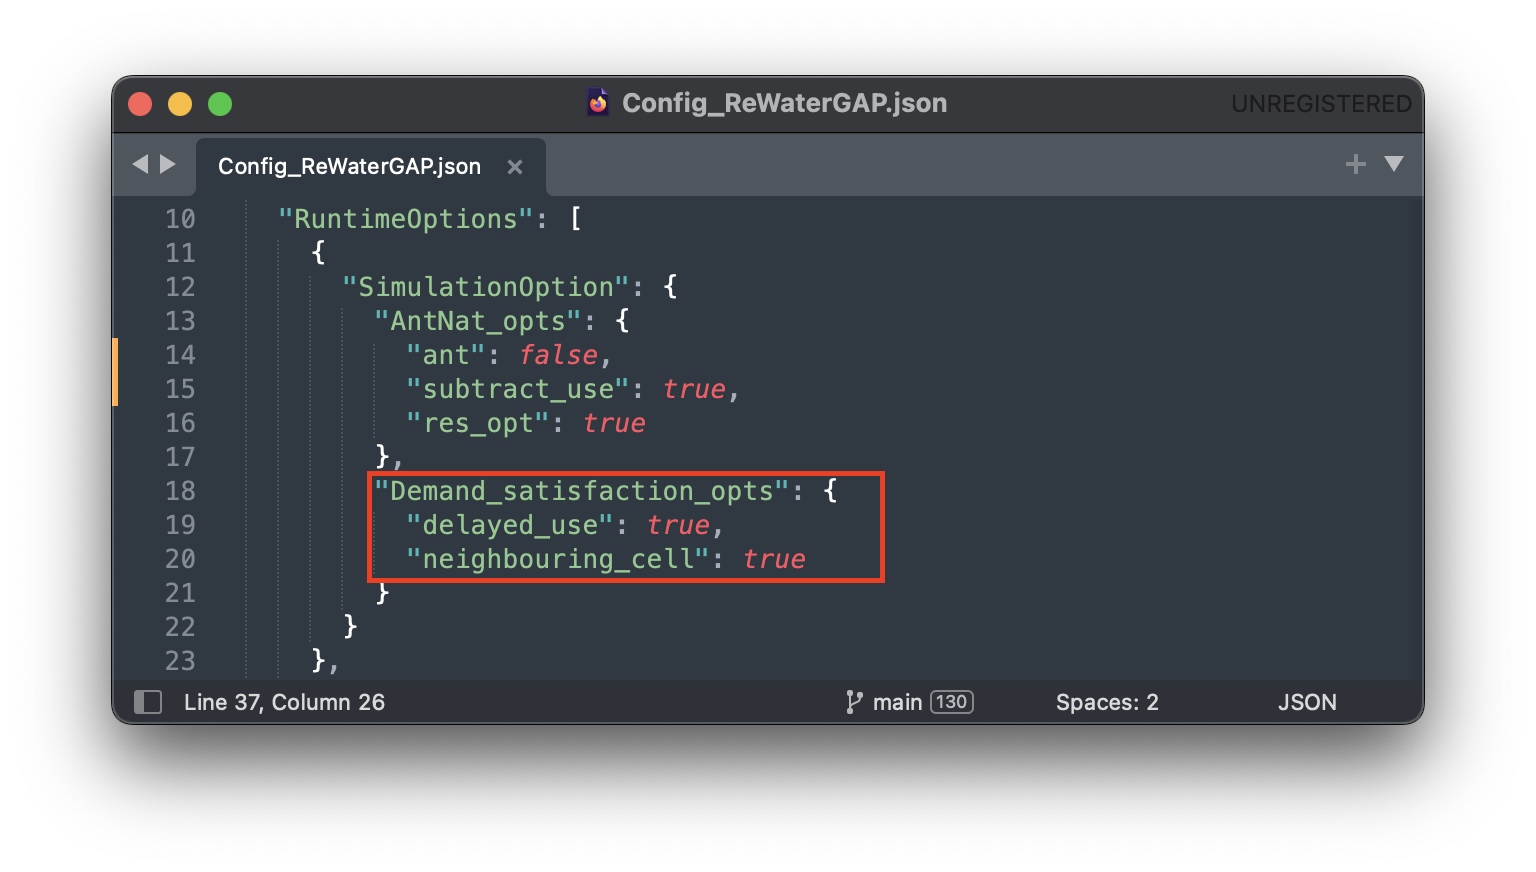 Config_ReWaterGAP.json
UNREGISTERED
Config_ReWaterGAP.json ×
10 "RuntimeOptions": [
11 {
12 "SimulationOption": {
13 "AntNat_opts": {
14 "ant": false,
15 "subtract_use": true,
16 "res_opt": true
17 },
18 "Demand_satisfaction_opts": {
19 "delayed_use": true,
20 "neighbouring_cell": true
21 }
22 }
23 },
Line 37, Column 26 main 130 Spaces: 2 JSON